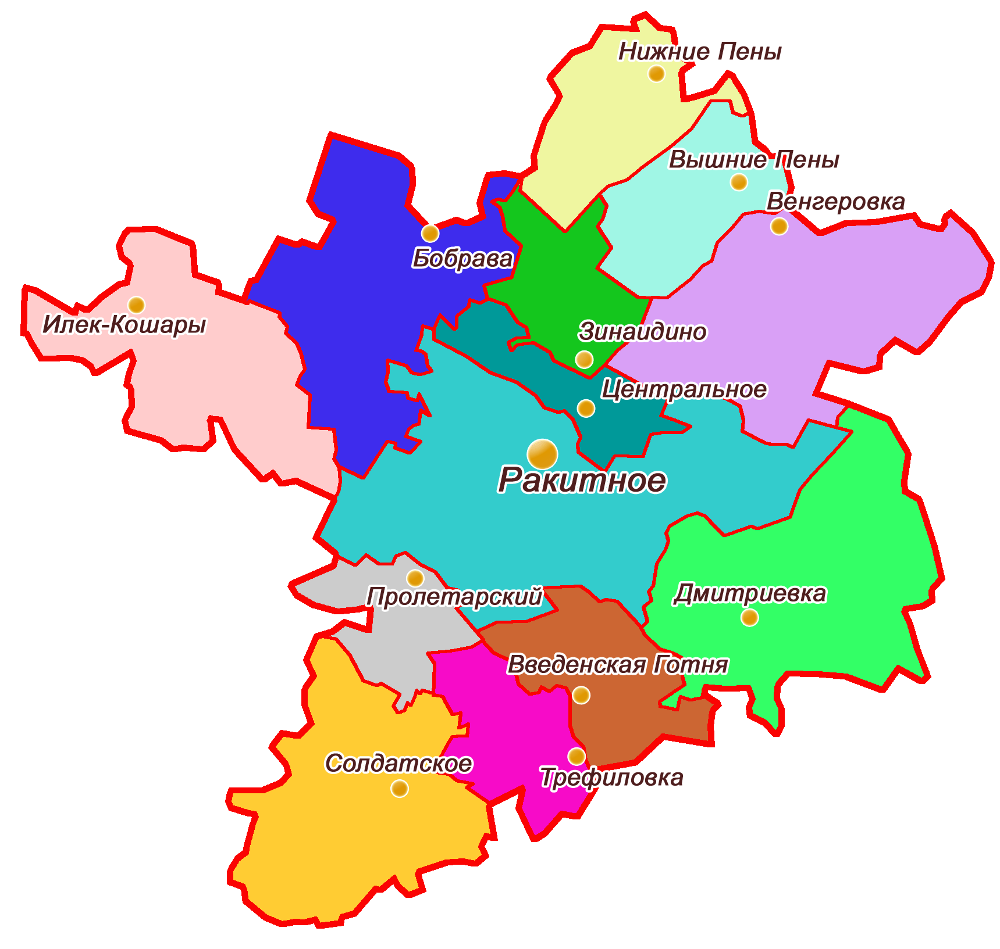 Нижние Пены
Вышние Пены
Венгеровка
Бобрава
Илек-Кошары
Зинаидино
Центральное
Ракитное
Пролетарский
Дмитриевка
Введенская Готня
Солдатское
Трефиловка